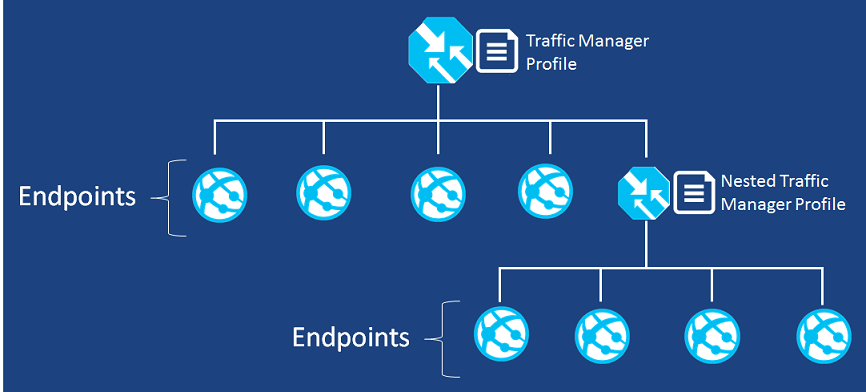 Traffic Manager
Profile
Endpoints
Nested Traffic
Manager Profile
Endpoints